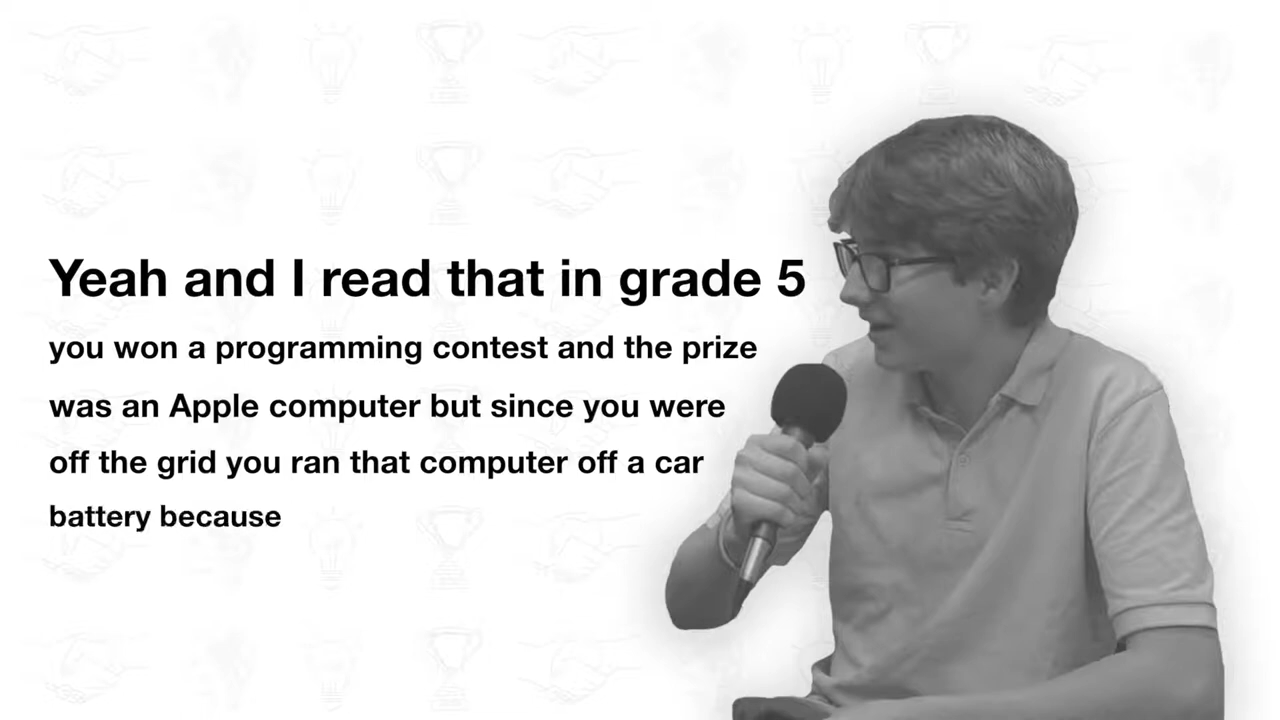 Yeah and I read that in grade 5
you won a programming contest and the prize
was an Apple computer but since you were
off the grid you ran that computer off a car
battery because